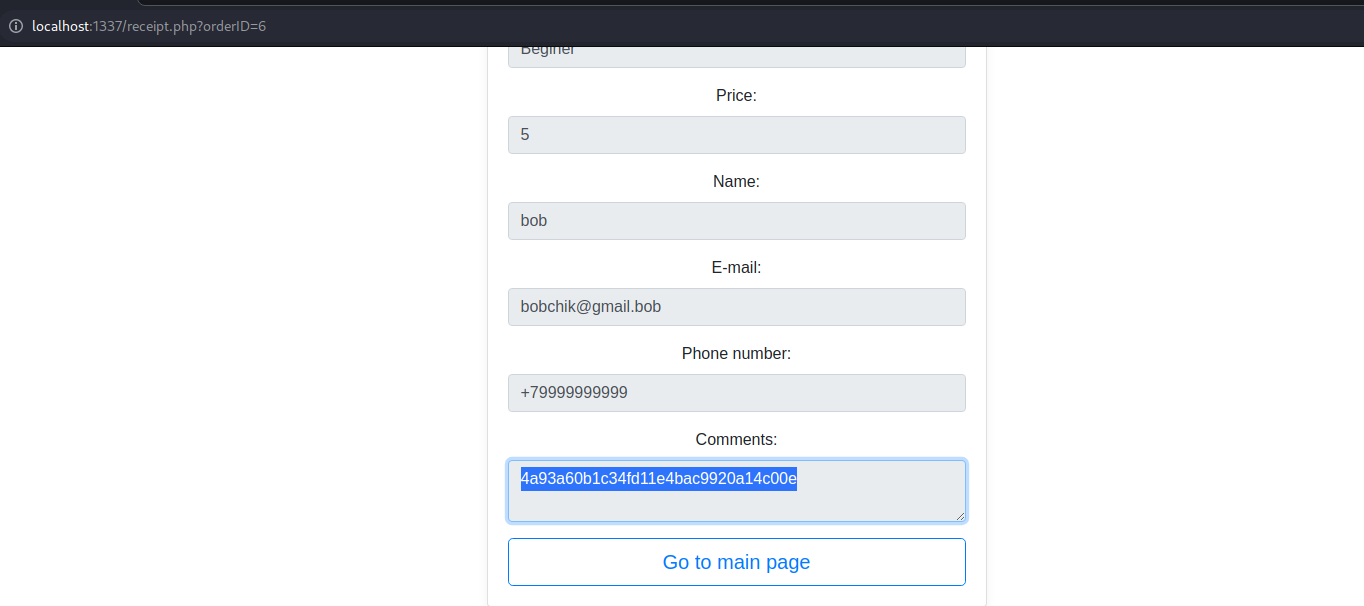 localhost:1337/receipt.php?orderID=6
Beginer
Price:
5
Name:
bob
E-mail:
bobchik@gmail.bob
Phone number:
+79999999999
Comments:
4a93a60b1c34fd11e4bac9920a14c00e
Go to main page